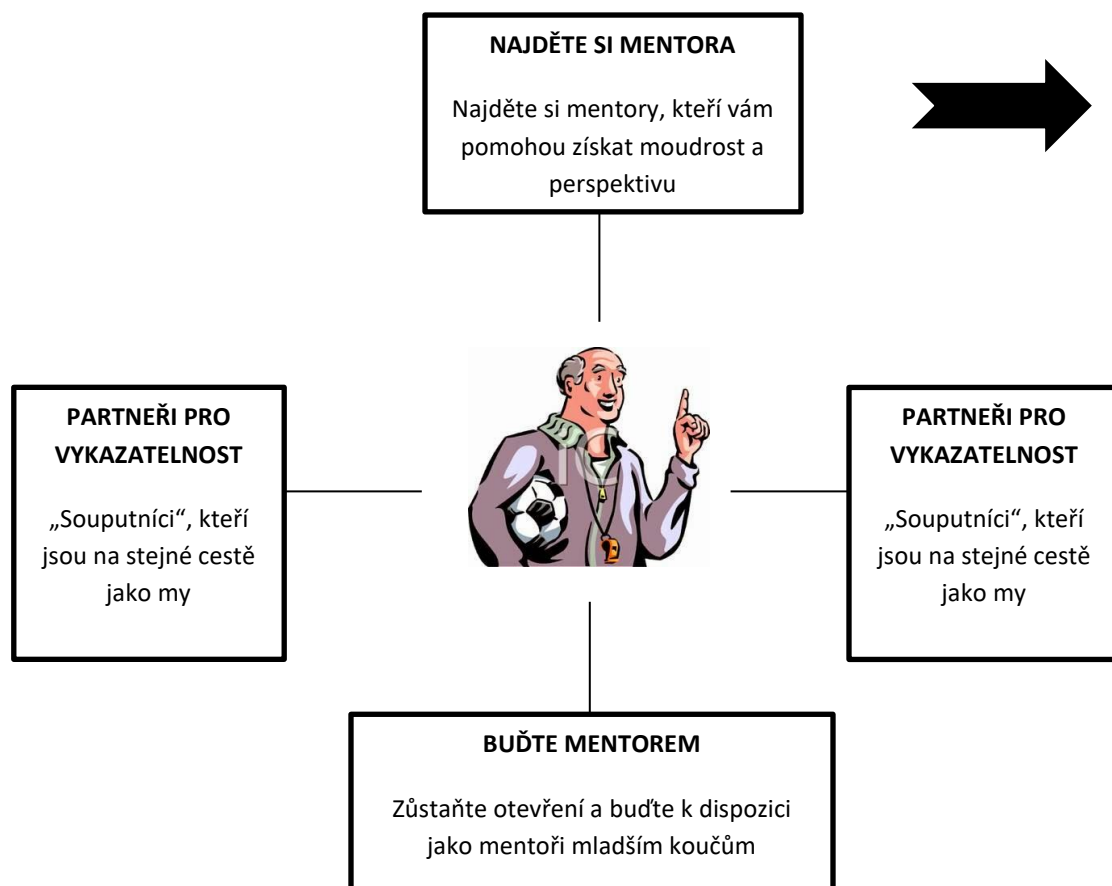 NAJDĚTE SI MENTORA
Najděte si mentory, kteří vám
pomohou získat moudrost a
perspektivu
PARTNEŘI PRO
VYKAZATELNOST
„Souputníci“, kteří
jsou na stejné cestě
jako my
PARTNEŘI PRO
VYKAZATELNOST
„Souputníci“, kteří
jsou na stejné cestě
jako my
BUĎTE MENTOREM
Zůstaňte otevření a buďte k dispozici
jako mentoři mladším koučům